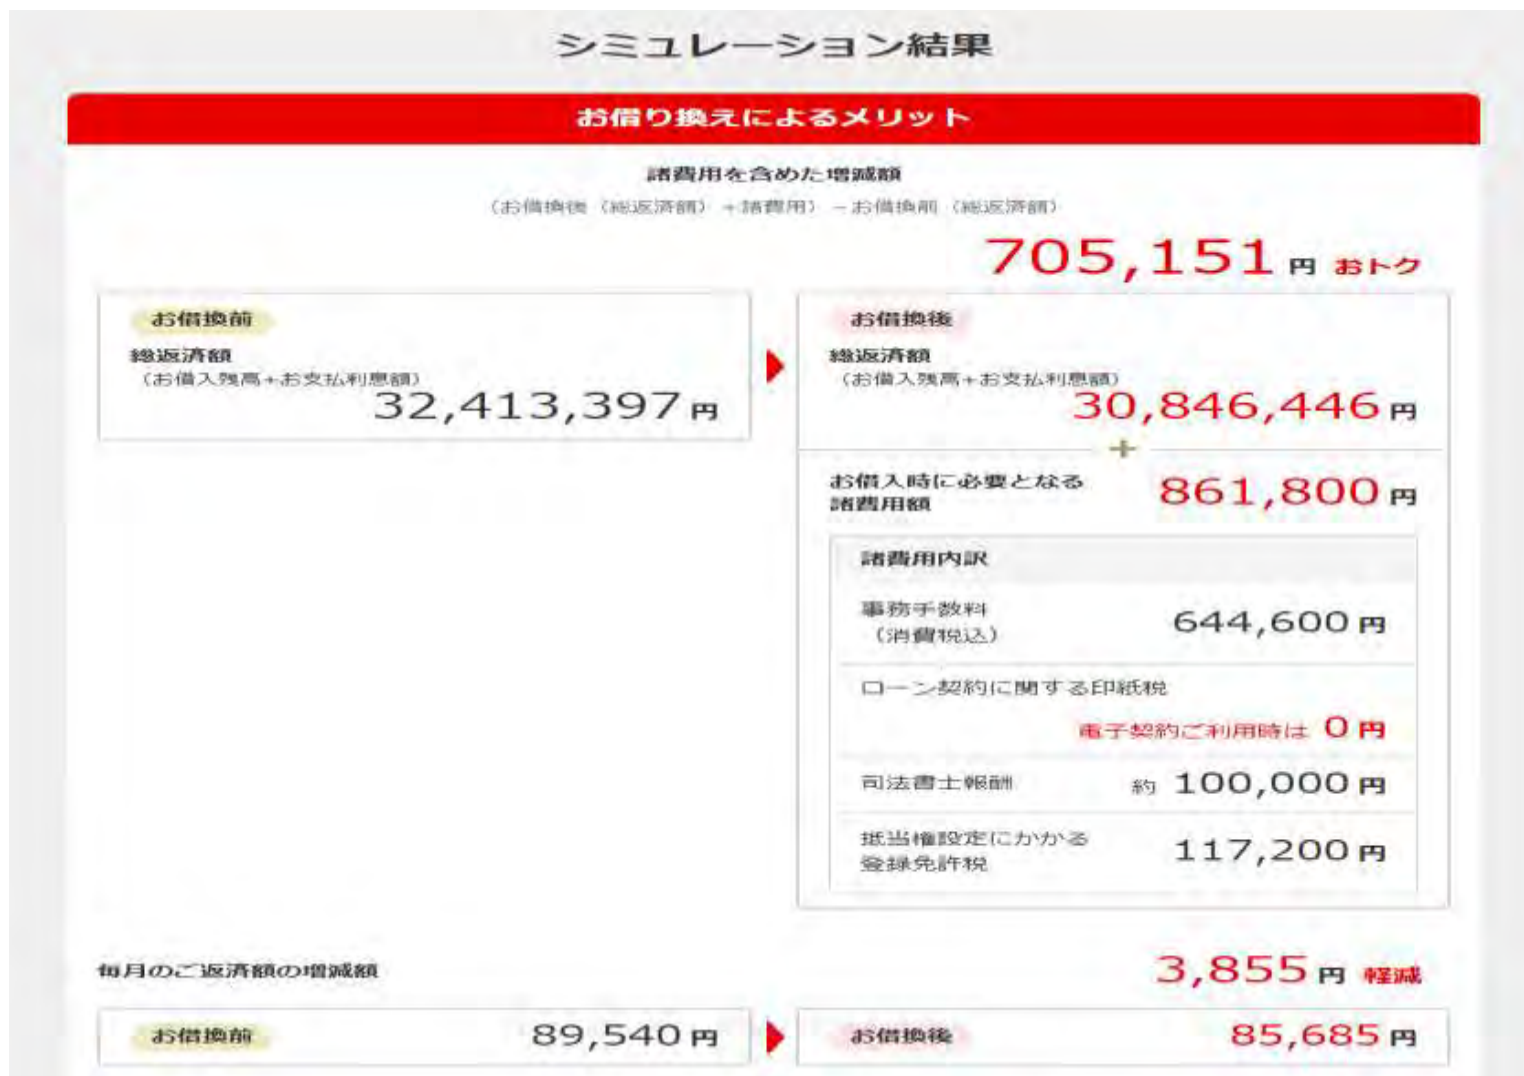 シミュレーション結果
お借り換えによるメリット
諸費用を含めた増減額
(お借換後(総返済額)+諸費用)-お借換前(総返済額)
705,151円 おトク
お借換前
総返済額
(お借入残高+お支払利息額)
32,413,397円
お借換後
総返済額
(お借入残高+お支払利息額)
30,846,446円
+
お借入時に必要となる
諸費用額
861,800円
諸費用内訳
事務手数料
(消費税込)
644,600円
ローン契約に関する印紙税
電子契約ご利用時は 0円
司法書士報酬 約 100,000円
抵当権設定にかかる
登録免許税
117,200円
毎月のご返済額の増減額
3,855円 軽減
お借換前 89,540円
お借換後 85,685円